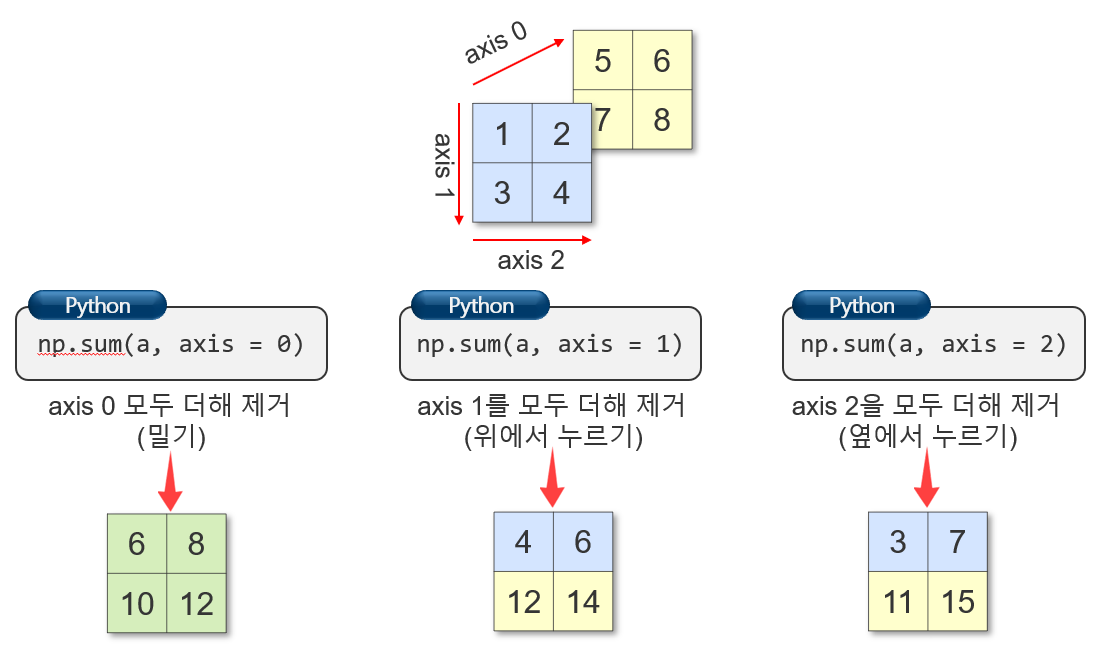 axis 0
5 6
7 8
axis 1
1 2
3 4
axis 2
Python
np.sum(a, axis = 0)
axis 0 모두 더해 제거
(밀기)
6 8
10 12
Python
np.sum(a, axis = 1)
axis 1를 모두 더해 제거
(위에서 누르기)
4 6
12 14
Python
np.sum(a, axis = 2)
axis 2을 모두 더해 제거
(옆에서 누르기)
3 7
11 15